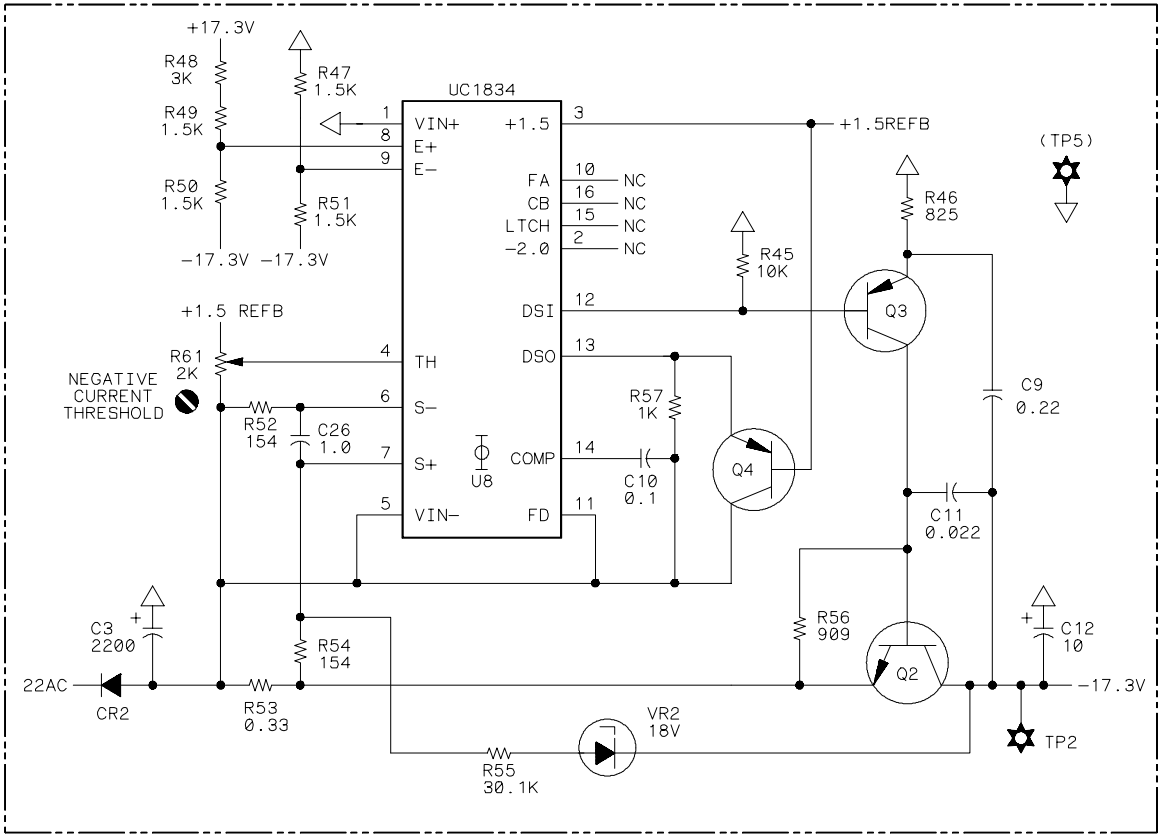 +17.3V
R48
3K
R49
1.5K
R50
1.5K
-17.3V
R47
1.5K
R51
1.5K
-17.3V
UC1834
1
VIN+
8
E+
9
E-
+1.5
3
+1.5REFB
FA
10
NC
CB
16
NC
LTCH
15
NC
-2.0
2
NC
(TP5)
R46
825
R45
10K
DSI
12
Q3
+1.5 REFB
R61
2K
NEGATIVE
CURRENT
THRESHOLD
4
TH
DSO
13
R57
1K
C9
0.22
R52
154
6
S-
C26
1.0
7
S+
U8
COMP
14
C10
0.1
Q4
C11
0.022
5
VIN-
FD
11
+
C3
2200
R54
154
R56
909
Q2
+
C12
10
22AC
CR2
R53
0.33
-17.3V
VR2
18V
R55
30.1K
TP2